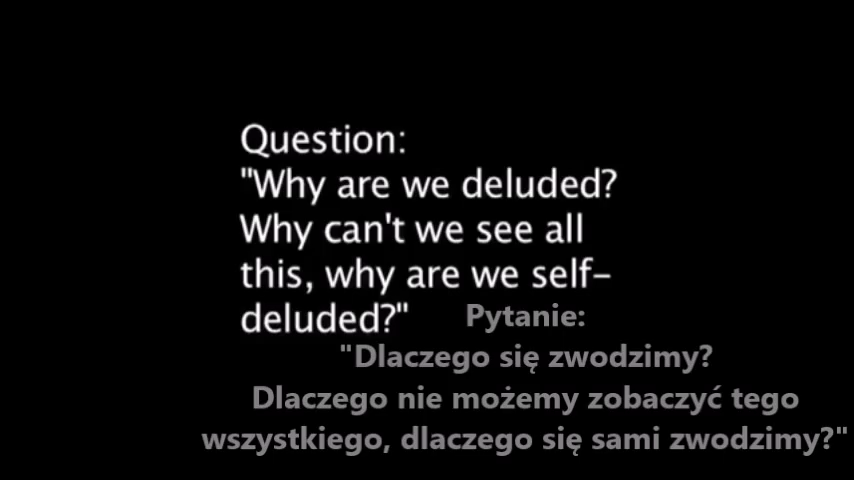 Question:
"Why are we deluded?
Why can't we see all
this, why are we self-
deluded?"
Pytanie:
"Dlaczego się zwodzimy?
Dlaczego nie możemy zobaczyć tego
wszystkiego, dlaczego się sami zwodzimy?"